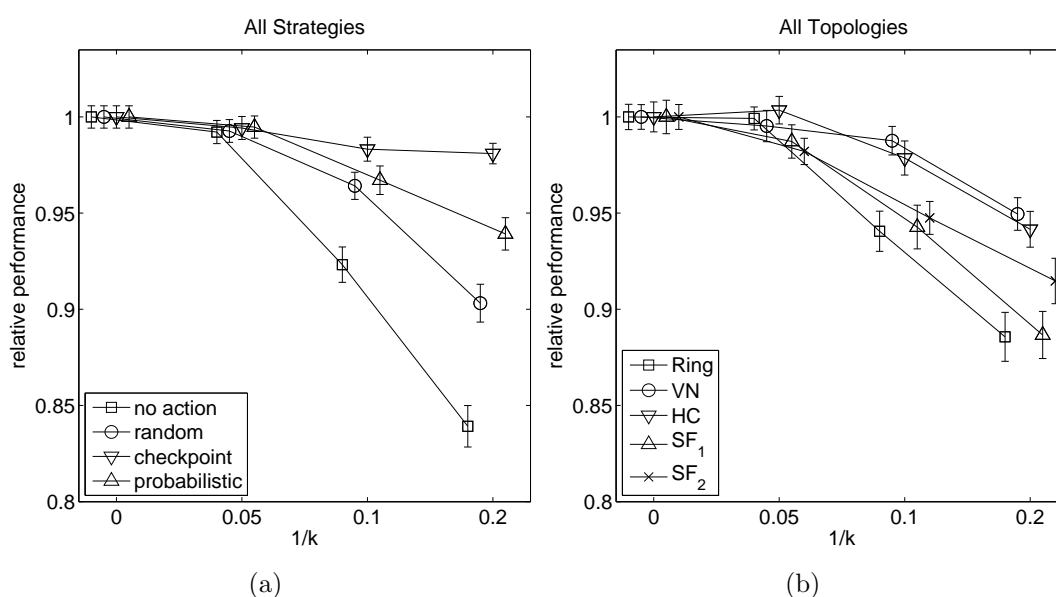 All Strategies
1
0.95
0.9
0.85
0.8
relative performance
no action
random
checkpoint
probabilistic
0 0.05 0.1 0.2
1/k
(a)
All Topologies
1
0.95
0.9
0.85
0.8
relative performance
Ring
VN
HC
SF1
SF2
0 0.05 0.1 0.2
1/k
(b)